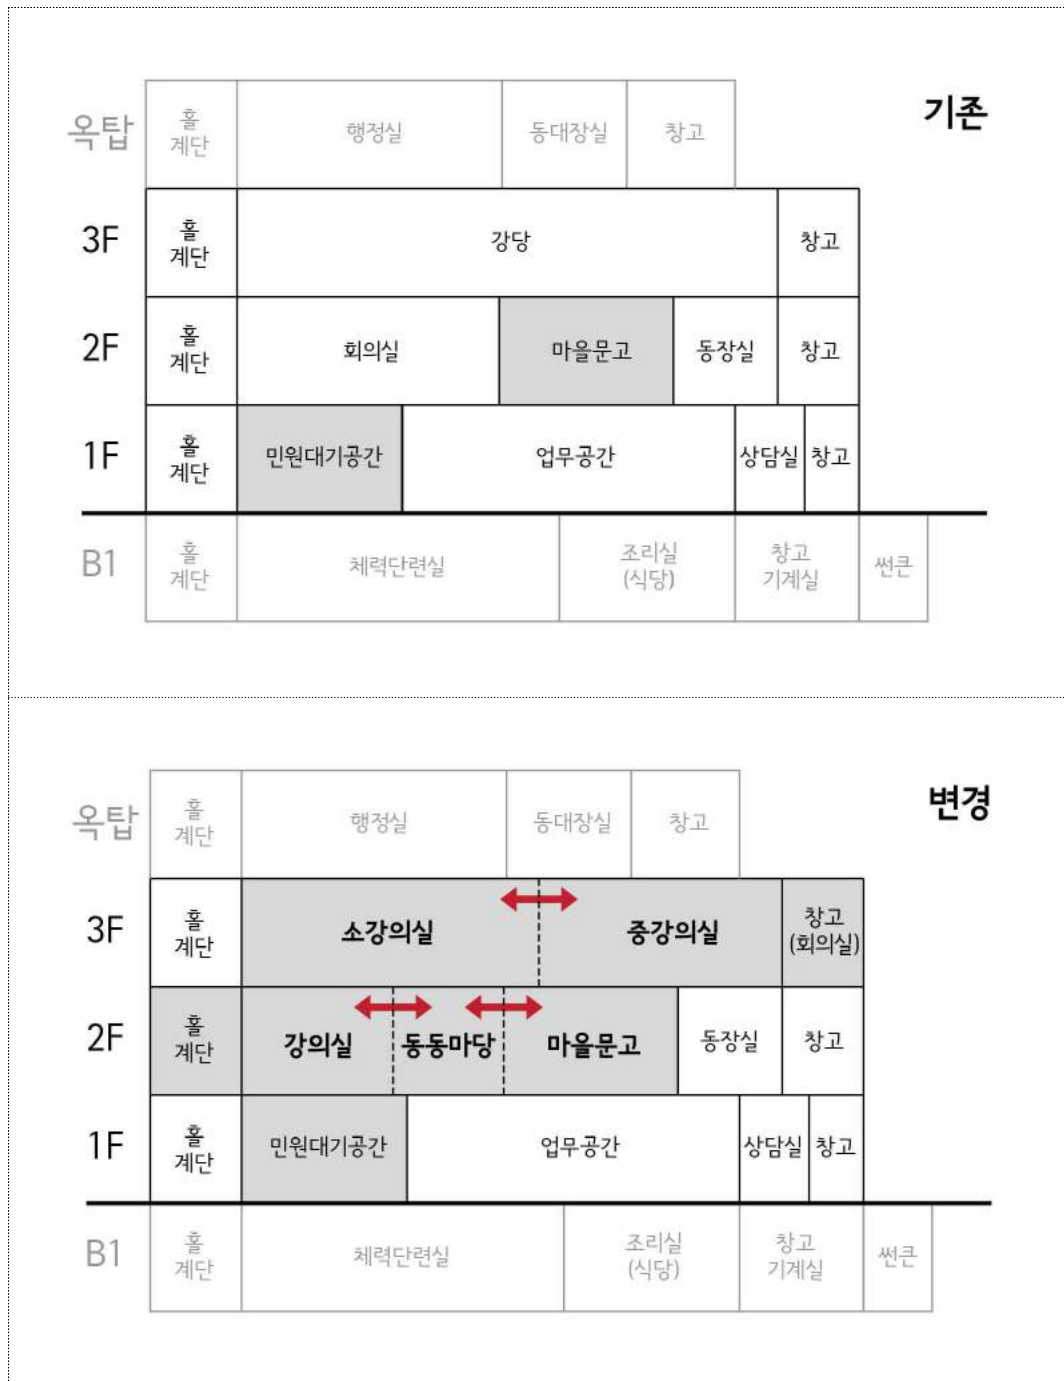 기존
옥탑
홀
계단
행정실
동대장실
창고
3F
홀
계단
강당
창고
2F
홀
계단
회의실
마을문고
동장실
창고
1F
홀
계단
민원대기공간
업무공간
상담실
창고
B1
홀
계단
체력단련실
조리실
(식당)
창고
기계실
썬큰
변경
옥탑
홀
계단
행정실
동대장실
창고
3F
홀
계단
소강의실
중강의실
창고
(회의실)
2F
홀
계단
강의실
동동마당
마을문고
동장실
창고
1F
홀
계단
민원대기공간
업무공간
상담실
창고
B1
홀
계단
체력단련실
조리실
(식당)
창고
기계실
썬큰